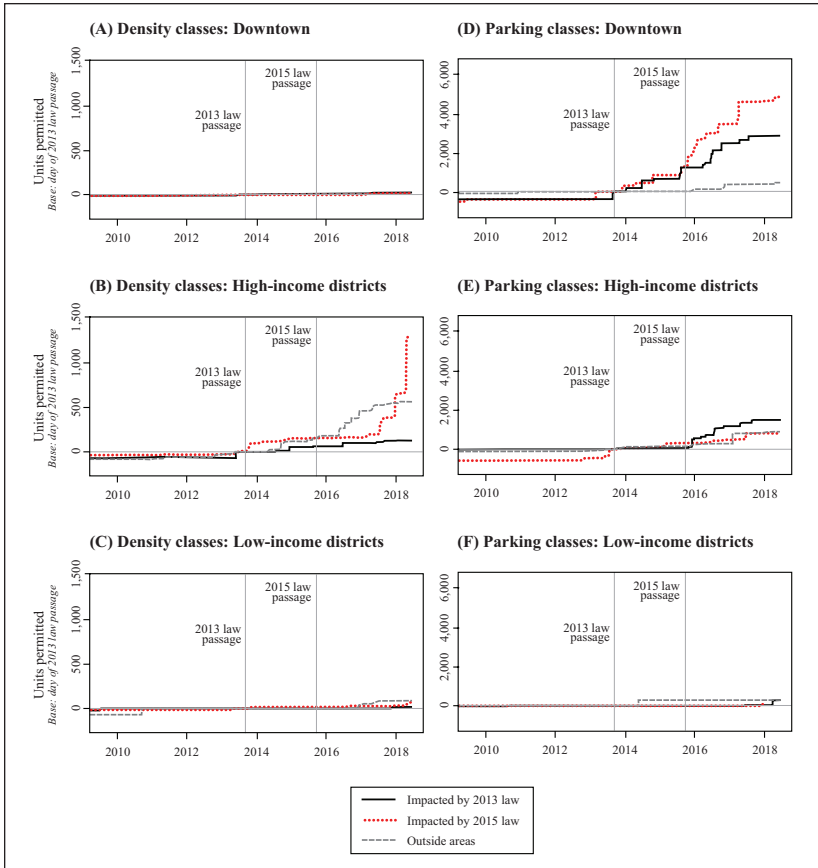 (A) Density classes: Downtown
Units permitted
Base: day of 2013 law passage
1,500
1,000
500
0
2015 law
passage
2013 law
passage
2010 2012 2014 2016 2018
(D) Parking classes: Downtown
6,000
4,000
2,000
0
2015 law
passage
2013 law
passage
2010 2012 2014 2016 2018
(B) Density classes: High-income districts
Units permitted
Base: day of 2013 law passage
1,500
1,000
500
0
2015 law
passage
2013 law
passage
2010 2012 2014 2016 2018
(E) Parking classes: High-income districts
6,000
4,000
2,000
0
2015 law
passage
2013 law
passage
2010 2012 2014 2016 2018
(C) Density classes: Low-income districts
Units permitted
Base: day of 2013 law passage
1,500
1,000
500
0
2015 law
passage
2013 law
passage
2010 2012 2014 2016 2018
(F) Parking classes: Low-income districts
6,000
4,000
2,000
0
2015 law
passage
2013 law
passage
2010 2012 2014 2016 2018
Impacted by 2013 law
Impacted by 2015 law
Outside areas